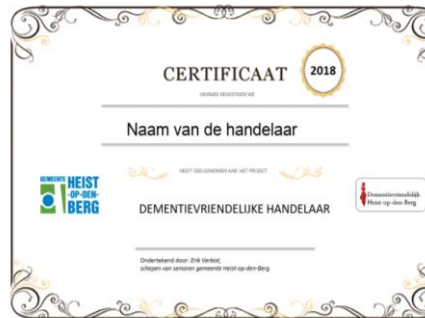 CERTIFICAAT
2018
HIERMEE BEVESTIGEN WE
Naam van de handelaar
HEEFT DEELGENOMEN AAN HET PROJECT
GEMEENTE HEIST
-OP-DEN-
BERG
DEMENTIEVRIENDELIJKE HANDELAAR
Dementievriendelijk
Heist-op-den-Berg
Ondertekend door: Erik Verbist,
schepen van senioren gemeente Heist-op-den-Berg